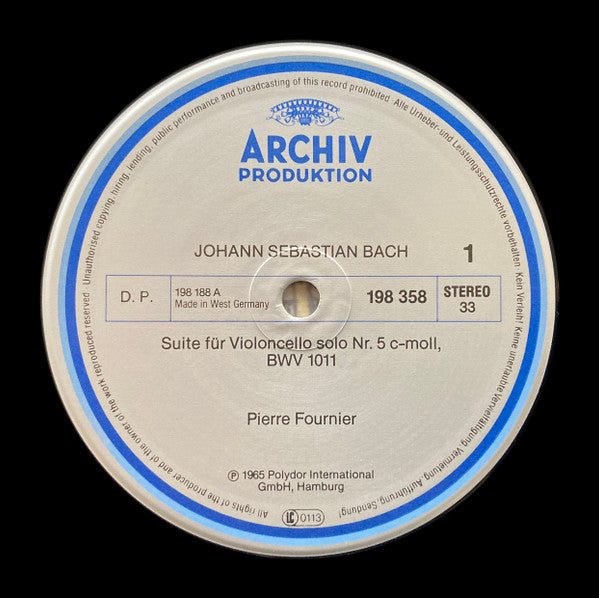 ARCHIV
PRODUKTION
JOHANN SEBASTIAN BACH
1
D. P.
198 188 A
Made in West Germany
198 358
STEREO
33
Suite für Violoncello solo Nr. 5 c-moll,
BWV 1011
Pierre Fournier
℗ 1965 Polydor International
GmbH, Hamburg
LC 0113
All rights of the producer and of the owner of the work reproduced reserved · Unauthorised copying, hiring, lending, public performance and broadcasting of this record prohibited · Alle Urheber- und Leistungsschutzrechte vorbehalten · Kein Verleih! Keine unerlaubte Vervielfältigung, Vermietung, Aufführung, Sendung!